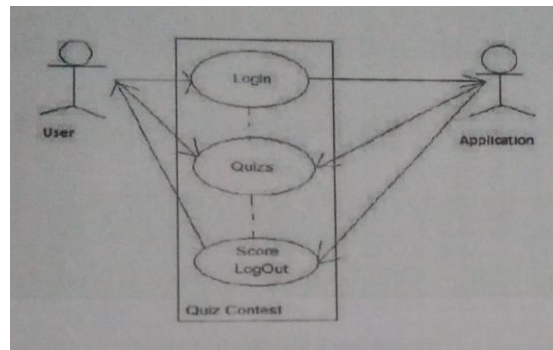 Login
User
Application
Quizs
Score
LogOut
Quiz Contest